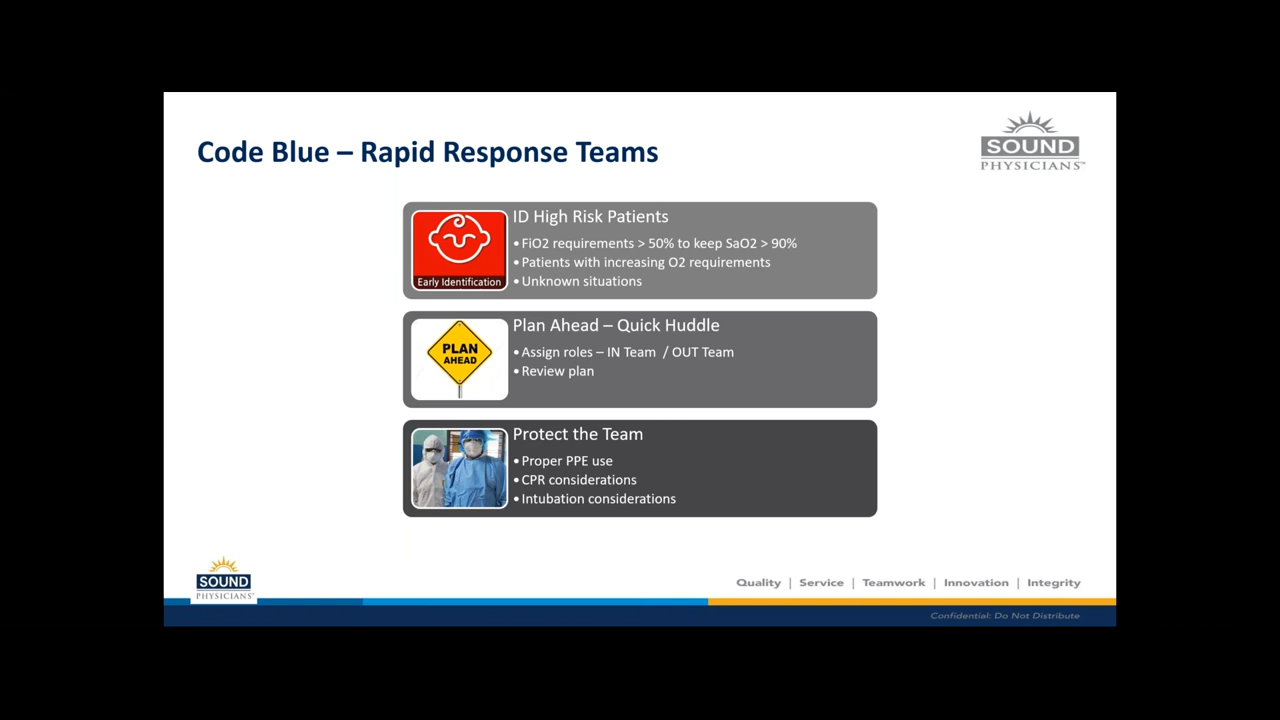 Code Blue – Rapid Response Teams
SOUND
PHYSICIANS™
ID High Risk Patients
• FiO2 requirements > 50% to keep SaO2 > 90%
• Patients with increasing O2 requirements
• Unknown situations
Early Identification
Plan Ahead – Quick Huddle
• Assign roles – IN Team / OUT Team
• Review plan
PLAN
AHEAD
Protect the Team
• Proper PPE use
• CPR considerations
• Intubation considerations
SOUND
PHYSICIANS
Quality | Service | Teamwork | Innovation | Integrity
Confidential: Do Not Distribute